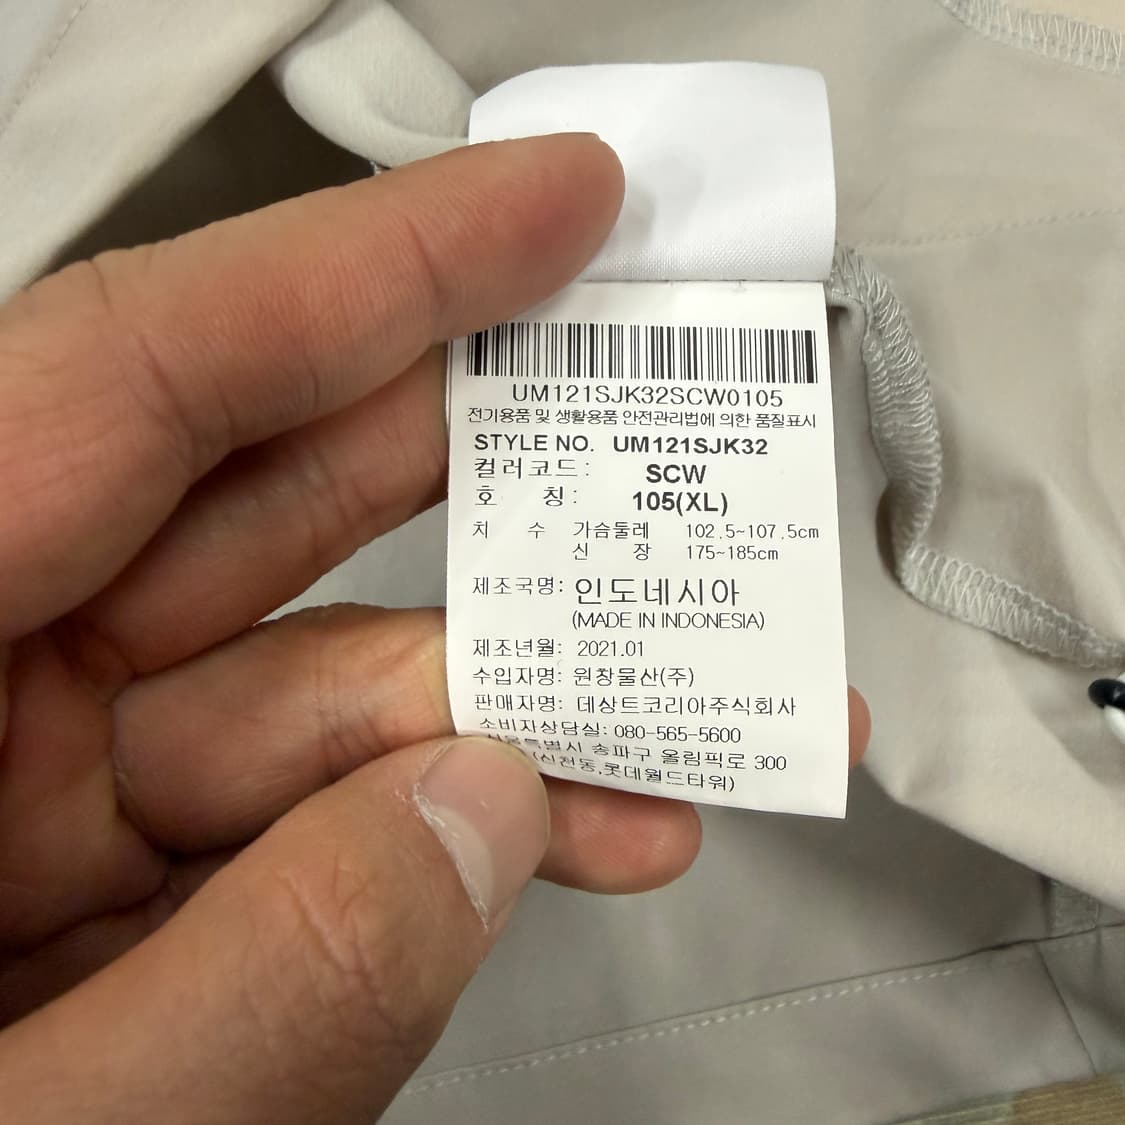 UM121SJK32SCW0105
전기용품 및 생활용품 안전관리법에 의한 품질표시
STYLE NO. UM121SJK32
컬러코드: SCW
호 칭: 105(XL)
치 수 가슴둘레 102.5~107.5cm
신 장 175~185cm
제조국명: 인도네시아
(MADE IN INDONESIA)
제조년월: 2021.01
수입자명: 원창물산(주)
판매자명: 데상트코리아주식회사
소비자상담실: 080-565-5600
서울특별시 송파구 올림픽로 300
(신천동,롯데월드타워)